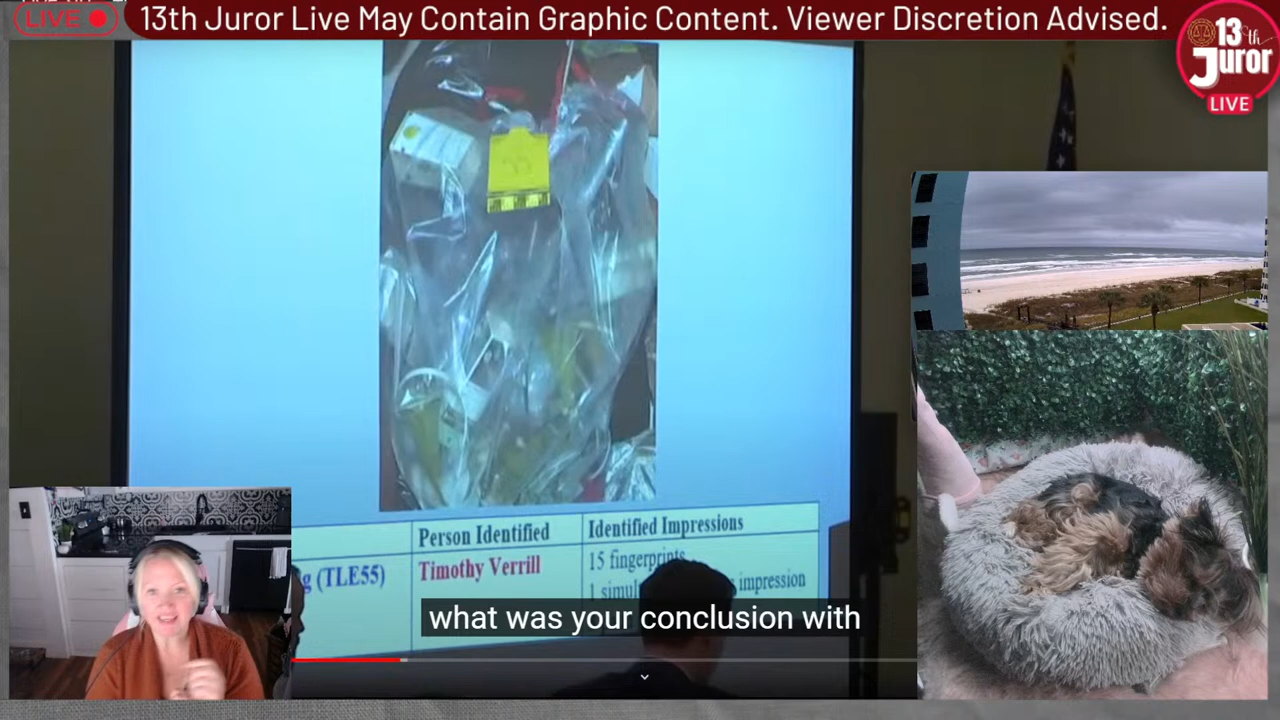 LIVE
13th Juror Live May Contain Graphic Content. Viewer Discretion Advised.
13th
Juror
LIVE
Person Identified
Identified Impressions
g (TLE55)
Timothy Verrill
15 fingerprints
1 impression
what was your conclusion with